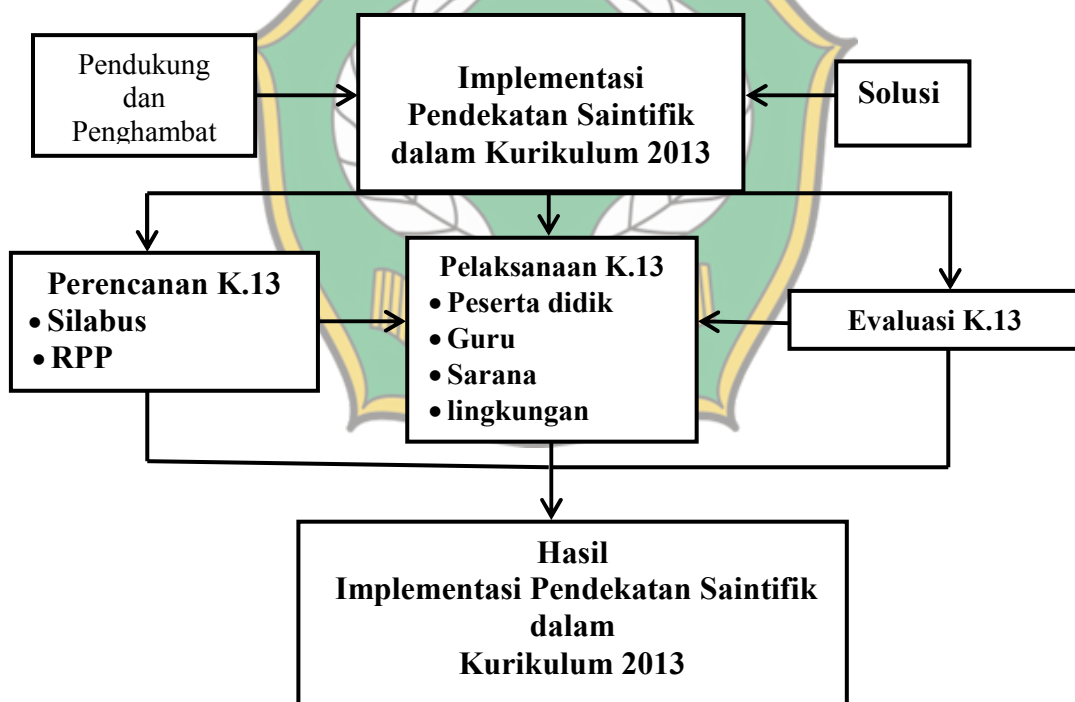 Pendukung
dan
Penghambat
Implementasi
Pendekatan Saintifik
dalam Kurikulum 2013
Solusi
Perencanan K.13
• Silabus
• RPP
Pelaksanaan K.13
• Peserta didik
• Guru
• Sarana
• lingkungan
Evaluasi K.13
Hasil
Implementasi Pendekatan Saintifik
dalam
Kurikulum 2013